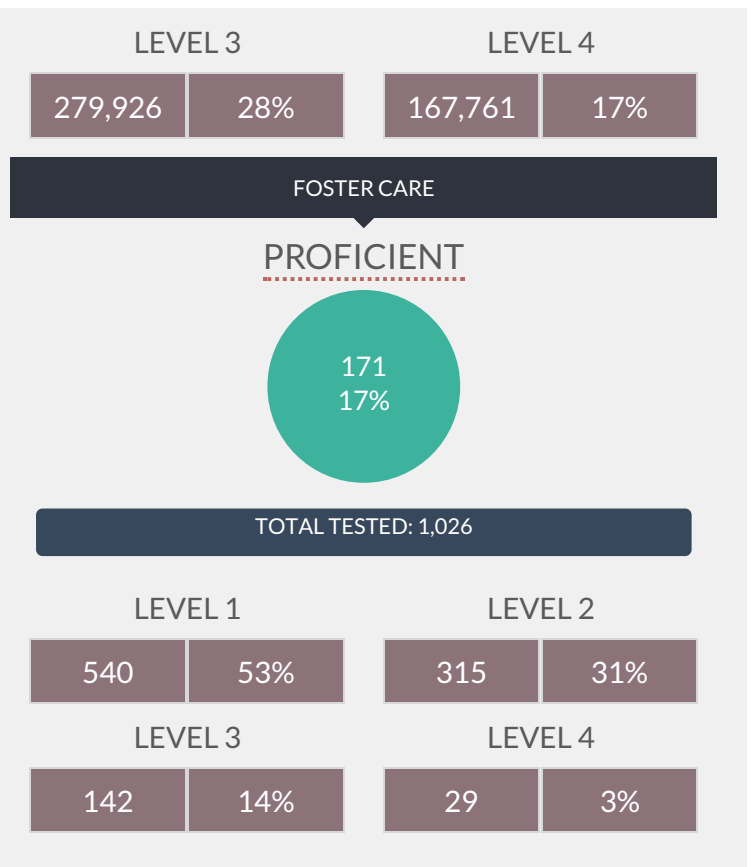 LEVEL 3 LEVEL 4
279,926 28% 167,761 17%
FOSTER CARE
PROFICIENT
171
17%
TOTAL TESTED: 1,026
LEVEL 1 LEVEL 2
540 53% 315 31%
LEVEL 3 LEVEL 4
142 14% 29 3%